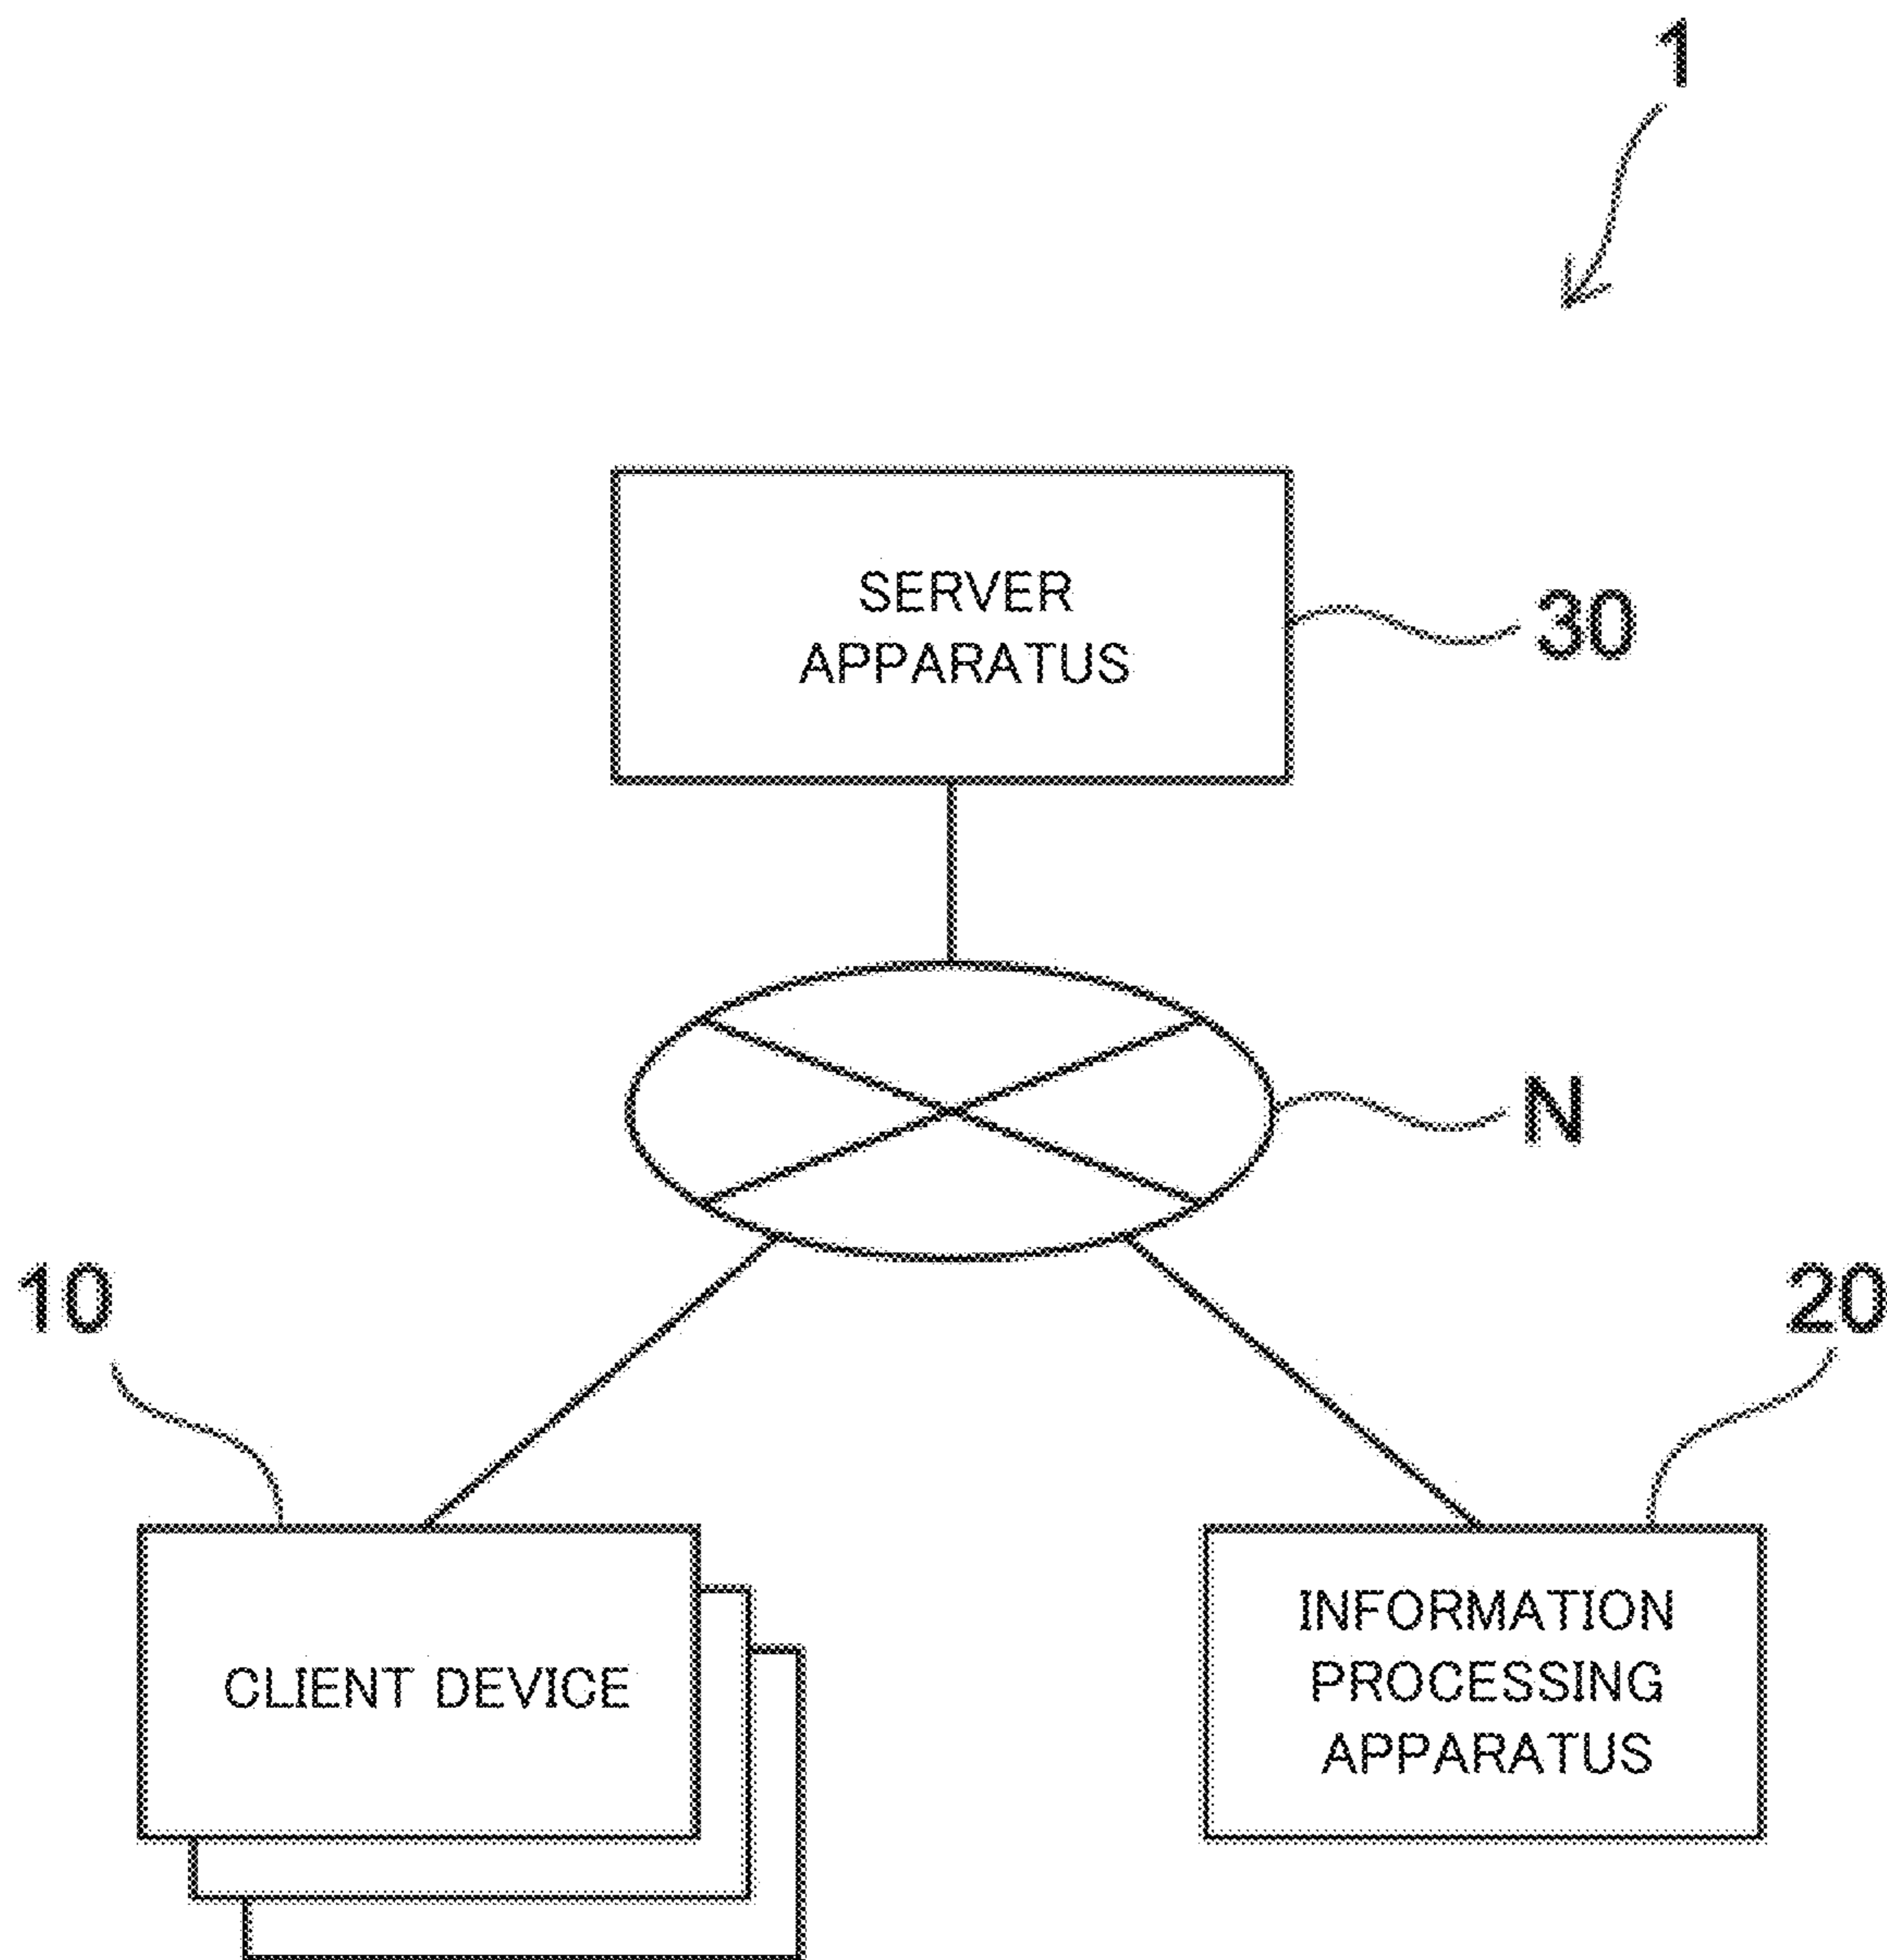 1
SERVER
APPARATUS
30
N
10
20
CLIENT DEVICE
INFORMATION
PROCESSING
APPARATUS